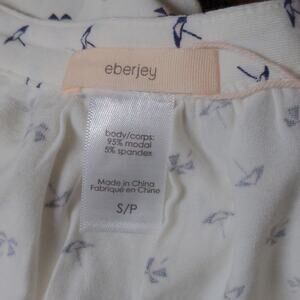 eberjey
body/corps:
95% modal
5% spandex
Made in China
Fabriqué en Chine
S/P